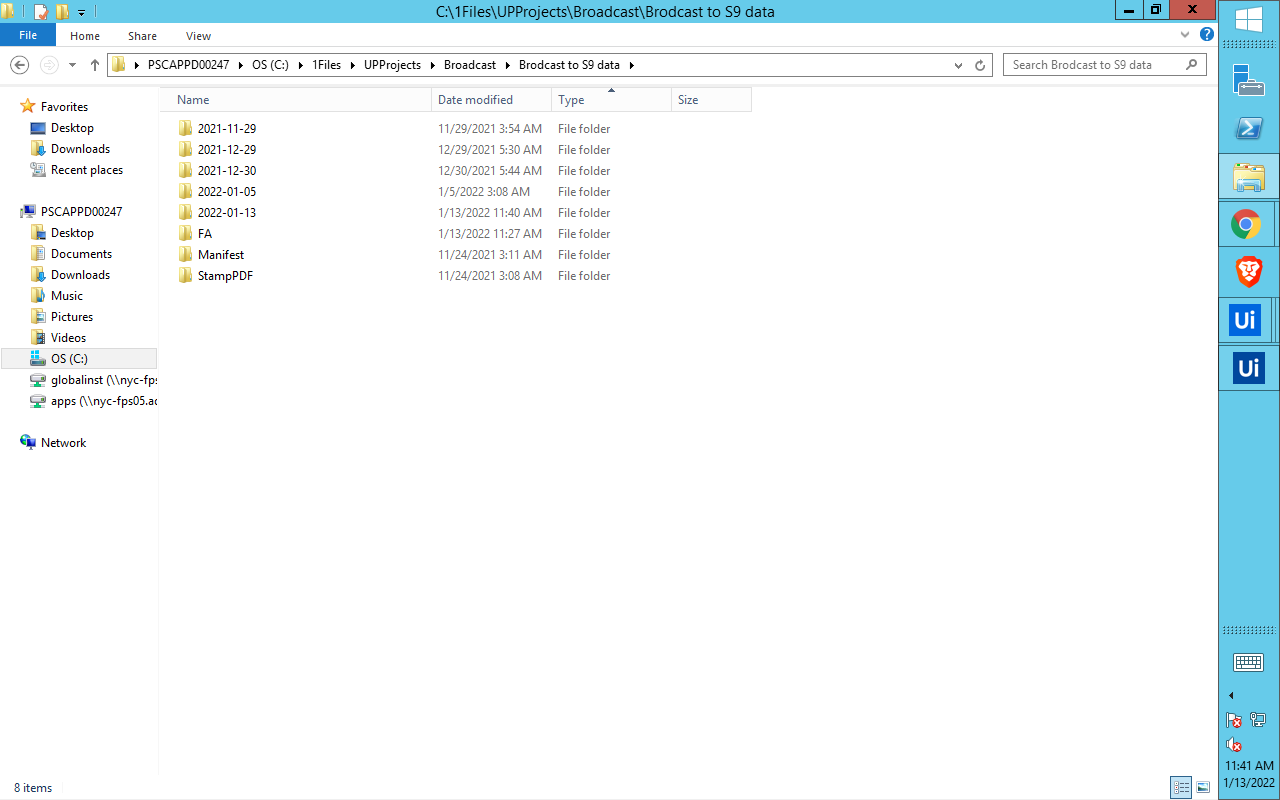 C:\1Files\UPProjects\Broadcast\Brodcast to S9 data
File Home Share View
PSCAPPD00247 OS (C:) 1Files UPProjects Broadcast Brodcast to S9 data
Search Brodcast to S9 data
Name Date modified Type Size
2021-11-29 11/29/2021 3:54 AM File folder
2021-12-29 12/29/2021 5:30 AM File folder
2021-12-30 12/30/2021 5:44 AM File folder
2022-01-05 1/5/2022 3:08 AM File folder
2022-01-13 1/13/2022 11:40 AM File folder
FA 1/13/2022 11:27 AM File folder
Manifest 11/24/2021 3:11 AM File folder
StampPDF 11/24/2021 3:08 AM File folder
Favorites
Desktop
Downloads
Recent places
PSCAPPD00247
Desktop
Documents
Downloads
Music
Pictures
Videos
OS (C:)
globalinst (\\nyc-fps
apps (\\nyc-fps05.ac
Network
8 items
Ui
Ui
11:41 AM
1/13/2022